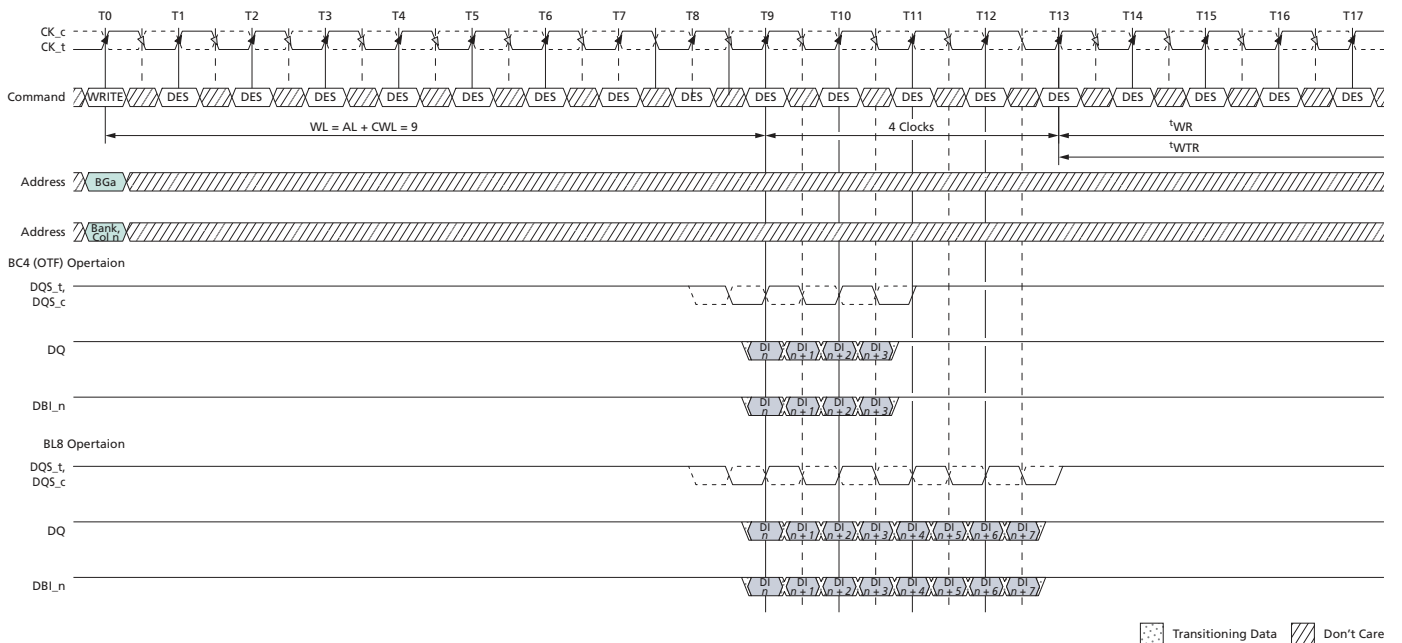 T0 T1 T2 T3 T4 T5 T6 T7 T8 T9 T10 T11 T12 T13 T14 T15 T16 T17
CK_c
CK_t
Command WRITE DES DES DES DES DES DES DES DES DES DES DES DES DES DES DES DES DES
WL = AL + CWL = 9 4 Clocks tWR
tWTR
Address BGa
Address Bank, Col n
BC4 (OTF) Opertaion
DQS_t,
DQS_c
DQ DI n DI n + 1 DI n + 2 DI n + 3
DBI_n DI n DI n + 1 DI n + 2 DI n + 3
BL8 Opertaion
DQS_t,
DQS_c
DQ DI n DI n + 1 DI n + 2 DI n + 3 DI n + 4 DI n + 5 DI n + 6 DI n + 7
DBI_n DI n DI n + 1 DI n + 2 DI n + 3 DI n + 4 DI n + 5 DI n + 6 DI n + 7
Transitioning Data Don't Care